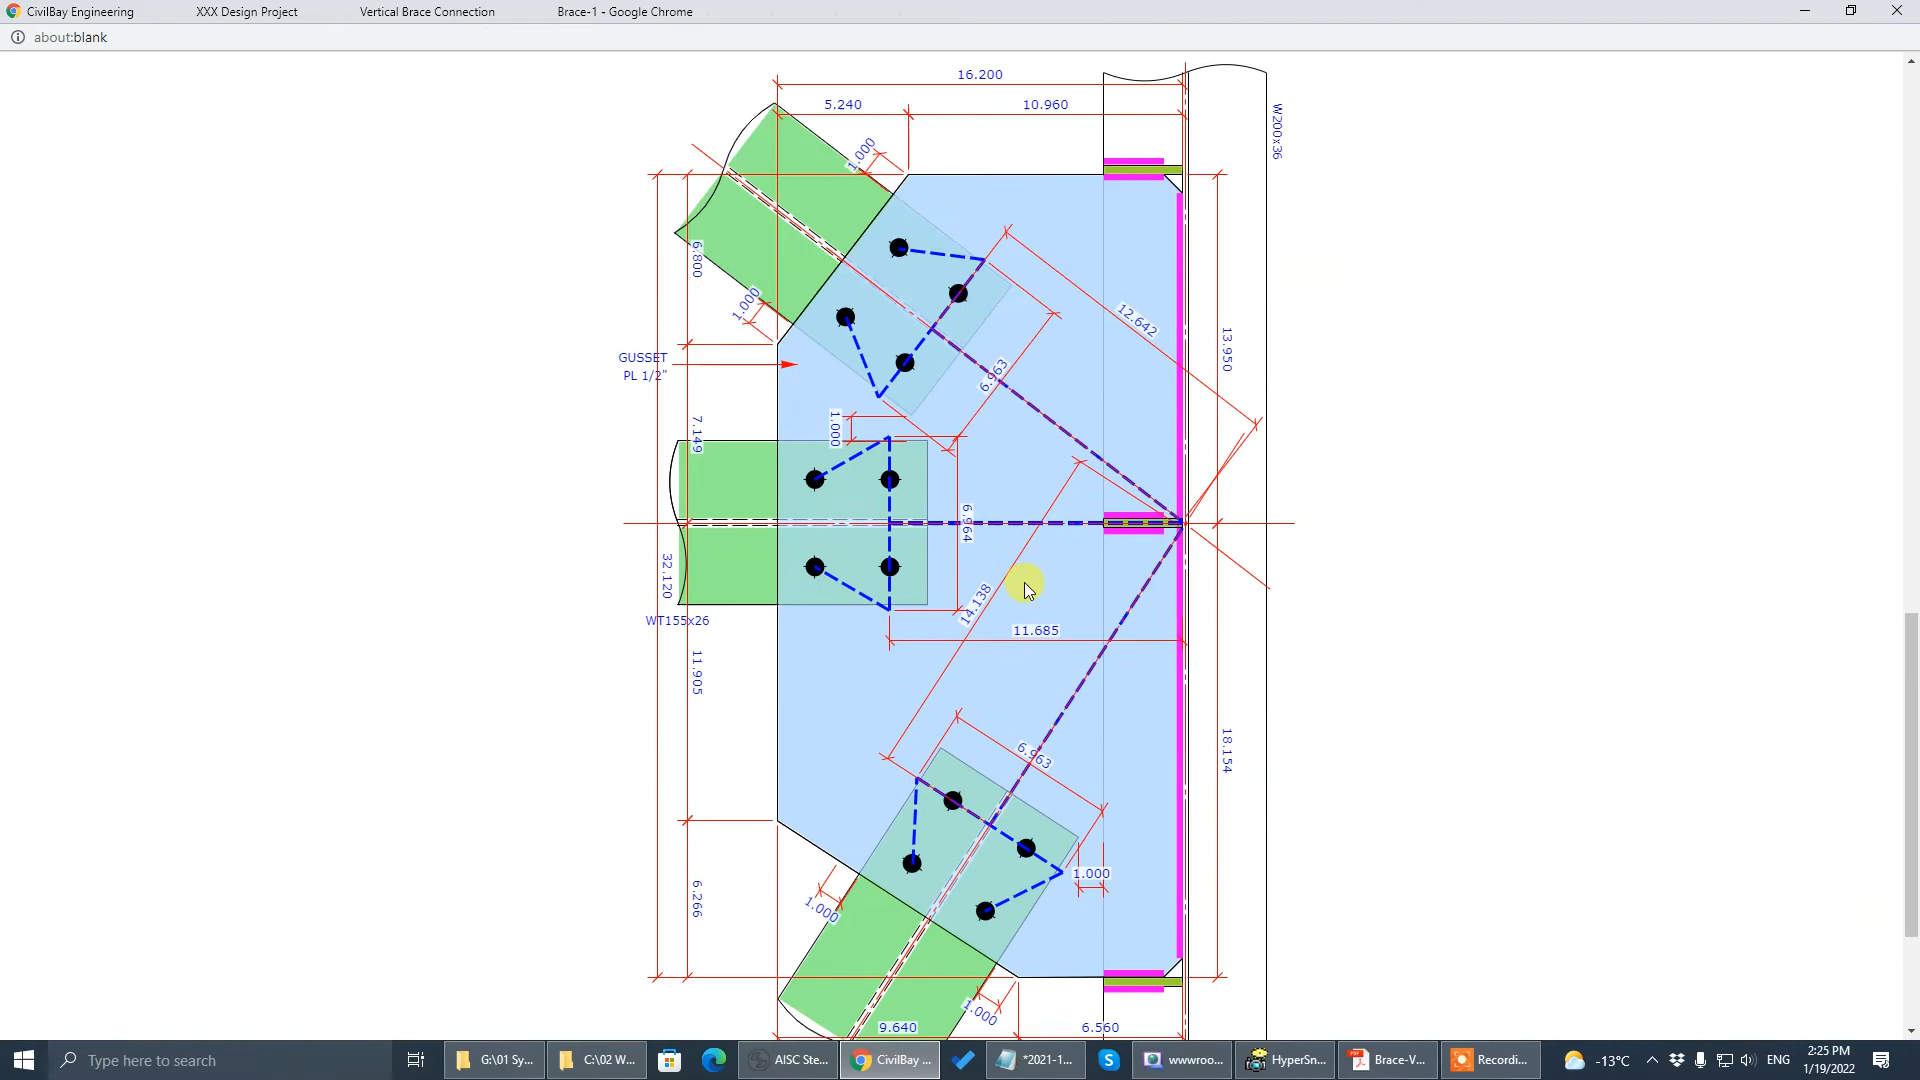 CivilBay Engineering XXX Design Project Vertical Brace Connection Brace-1 - Google Chrome
about:blank
16.200
5.240 10.960
W200x36
1.000
6.800
1.000
12.642
13.950
GUSSET
PL 1/2"
6.963
7.149
1.000
6.964
32.120
14.138
WT155x26
11.685
11.905
18.154
6.963
1.000
6.266
1.000
1.000
9.640 6.560
Type here to search
G:\01 Sy...
C:\02 W...
AISC Ste...
CivilBay ...
*2021-1...
wwwroo...
HyperSn...
Brace-V...
Recordi...
-13°C
ENG
2:25 PM
1/19/2022